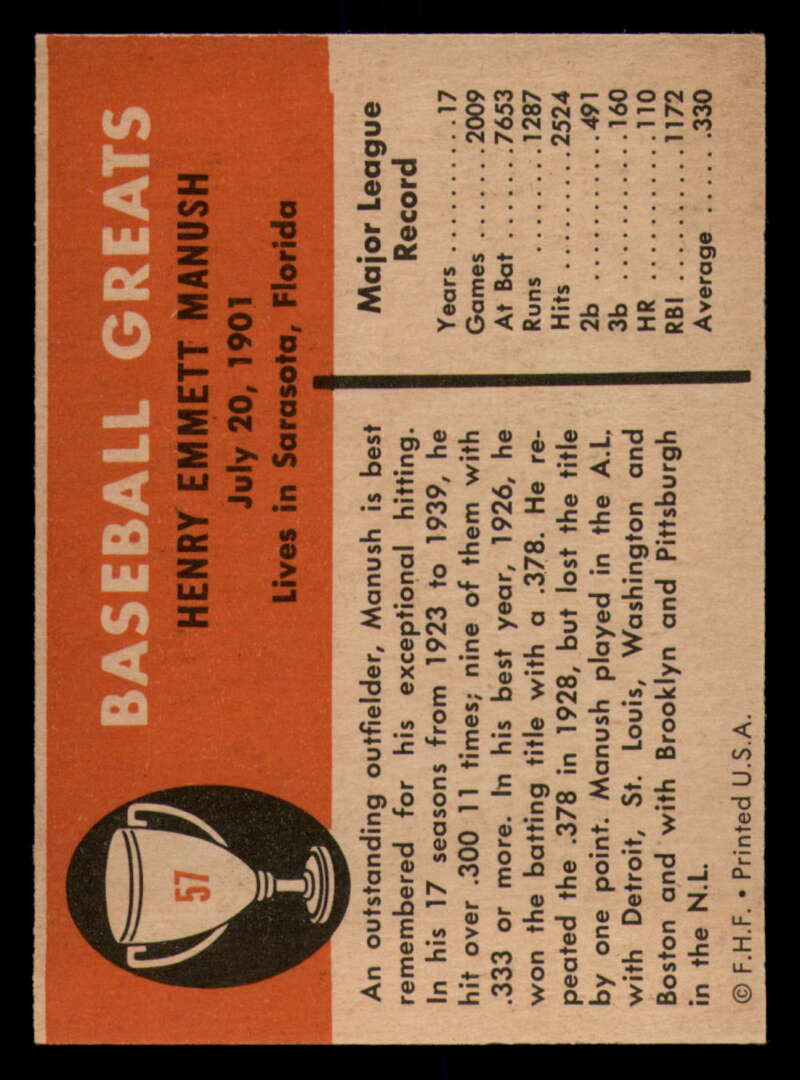 57
BASEBALL GREATS
HENRY EMMETT MANUSH
July 20, 1901
Lives in Sarasota, Florida
An outstanding outfielder, Manush is best
remembered for his exceptional hitting.
In his 17 seasons from 1923 to 1939, he
hit over .300 11 times; nine of them with
.333 or more. In his best year, 1926, he
won the batting title with a .378. He re-
peated the .378 in 1928, but lost the title
by one point. Manush played in the A.L.
with Detroit, St. Louis, Washington and
Boston and with Brooklyn and Pittsburgh
in the N.L.
© F.H.F. • Printed U.S.A.
Major League
Record
Years ..........17
Games ........2009
At Bat .......7653
Runs .........1287
Hits .........2524
2b ............491
3b ............160
HR ............110
RBI ..........1172
Average ......330